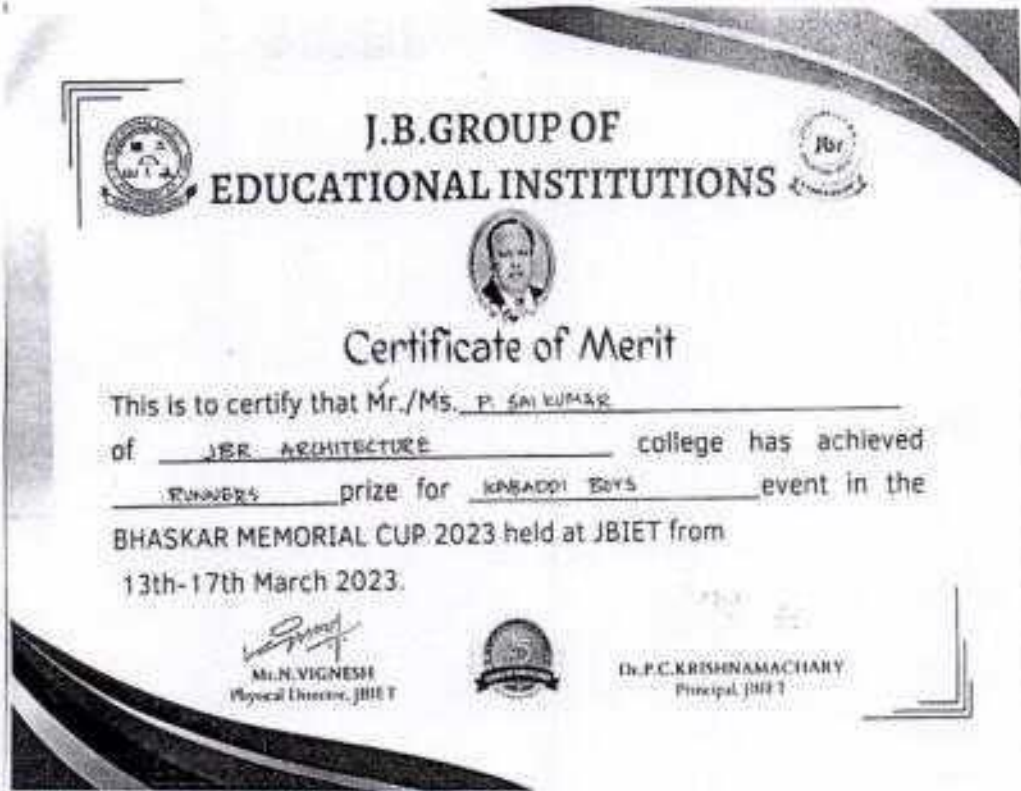 J.B.GROUP OF
EDUCATIONAL INSTITUTIONS
Jbr
Certificate of Merit
This is to certify that Mr./Ms. P. SAI KUMAR
of JBR ARCHITECTURE college has achieved
RUNNERS prize for KABADDI BOYS event in the
BHASKAR MEMORIAL CUP 2023 held at JBIET from
13th-17th March 2023.
Mr.N.VIGNESH
Physical Director, JBIET
Dr.P.C.KRISHNAMACHARY
Principal, JBIET